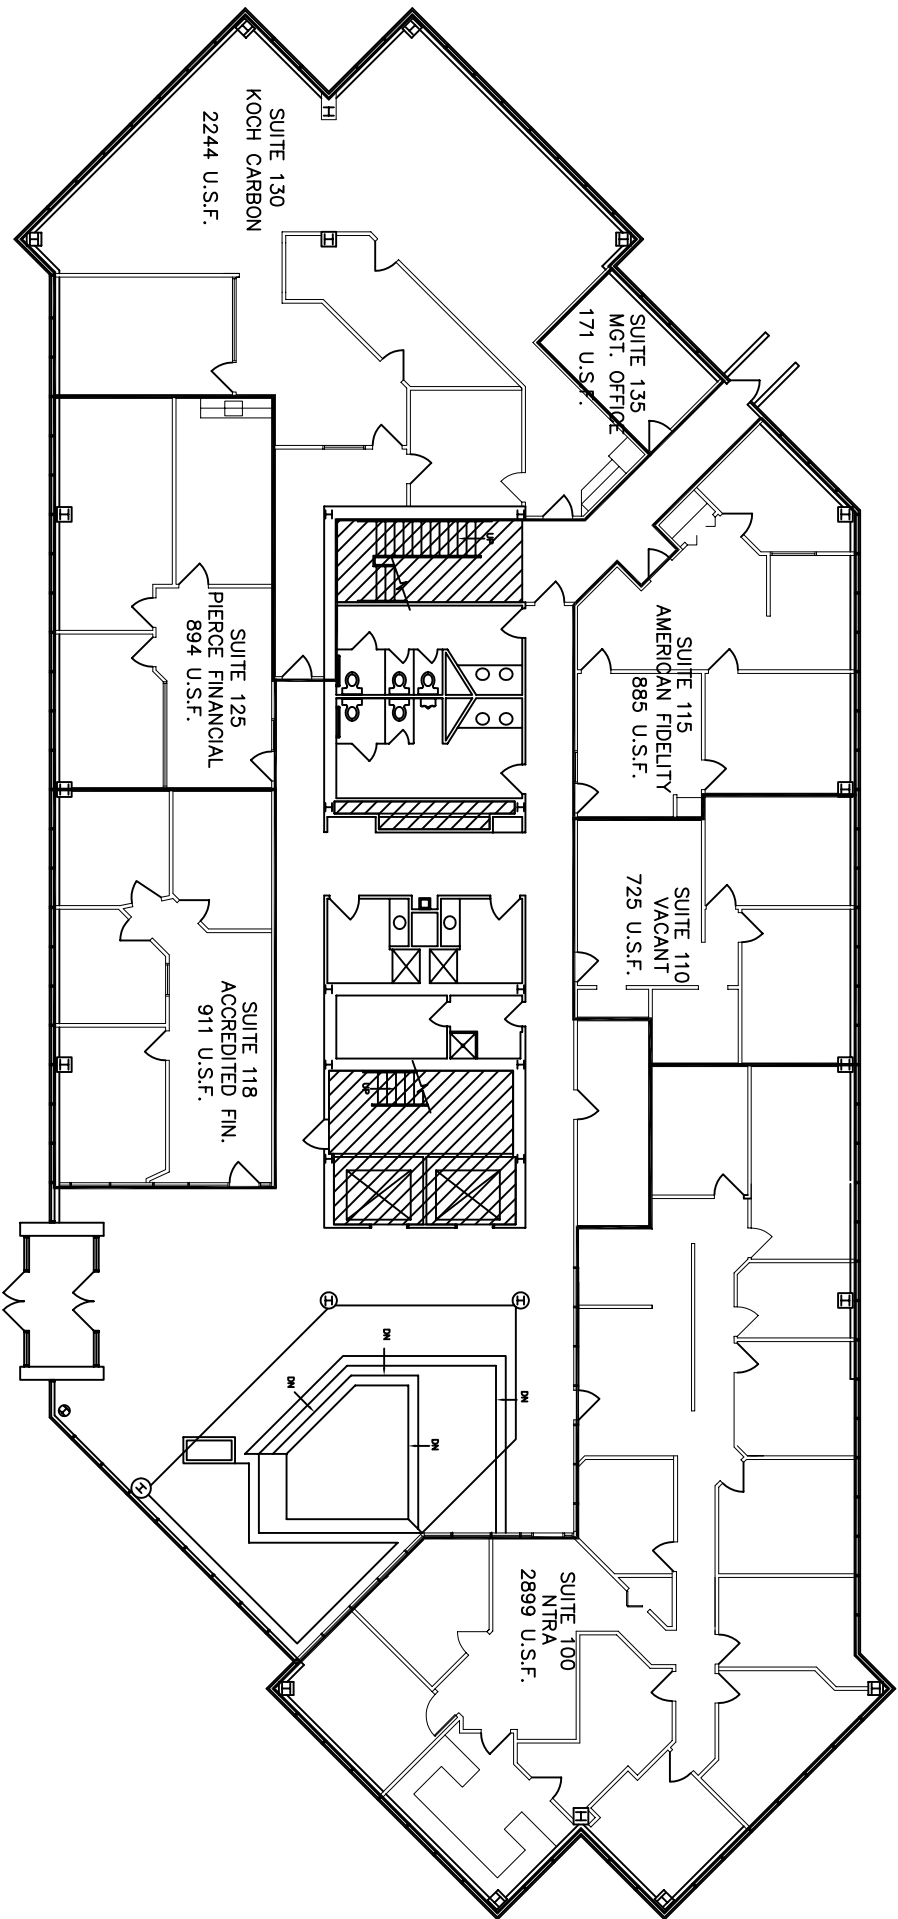 SUITE 130
KOCH CARBON
2244 U.S.F.
SUITE 135
MGT. OFFICE
171 U.S.F.
UP
SUITE 125
PIERCE FINANCIAL
894 U.S.F.
SUITE 115
AMERICAN FIDELITY
885 U.S.F.
SUITE 110
VACANT
725 U.S.F.
SUITE 118
ACCREDITED FIN.
911 U.S.F.
UP
DN
DN
DN
DN
SUITE 100
NTRA
2899 U.S.F.